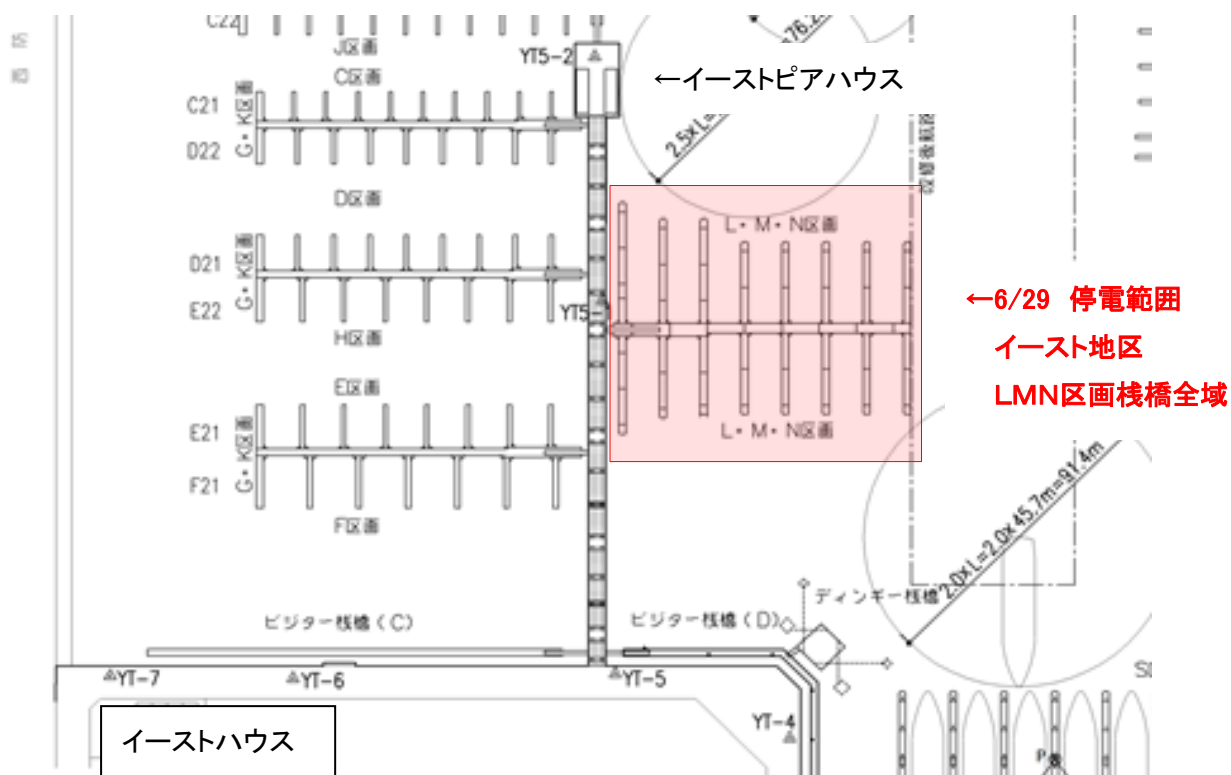 C22
J区画
YT5-2
C区画
←イーストピアハウス
C21
G・K区画
D22
D区画
L・M・N区画
D21
G・K区画
E22
YT5-
H区画
←6/29 停電範囲
イースト地区
LMN区画桟橋全域
E区画
L・M・N区画
E21
G・K区画
F21
F区画
2.0×L=2.0×45.7m=91.4m
ディンギー桟橋
ビジター桟橋(C)
ビジター桟橋(D)
YT-7
YT-6
YT-5
YT-4
イーストハウス
P